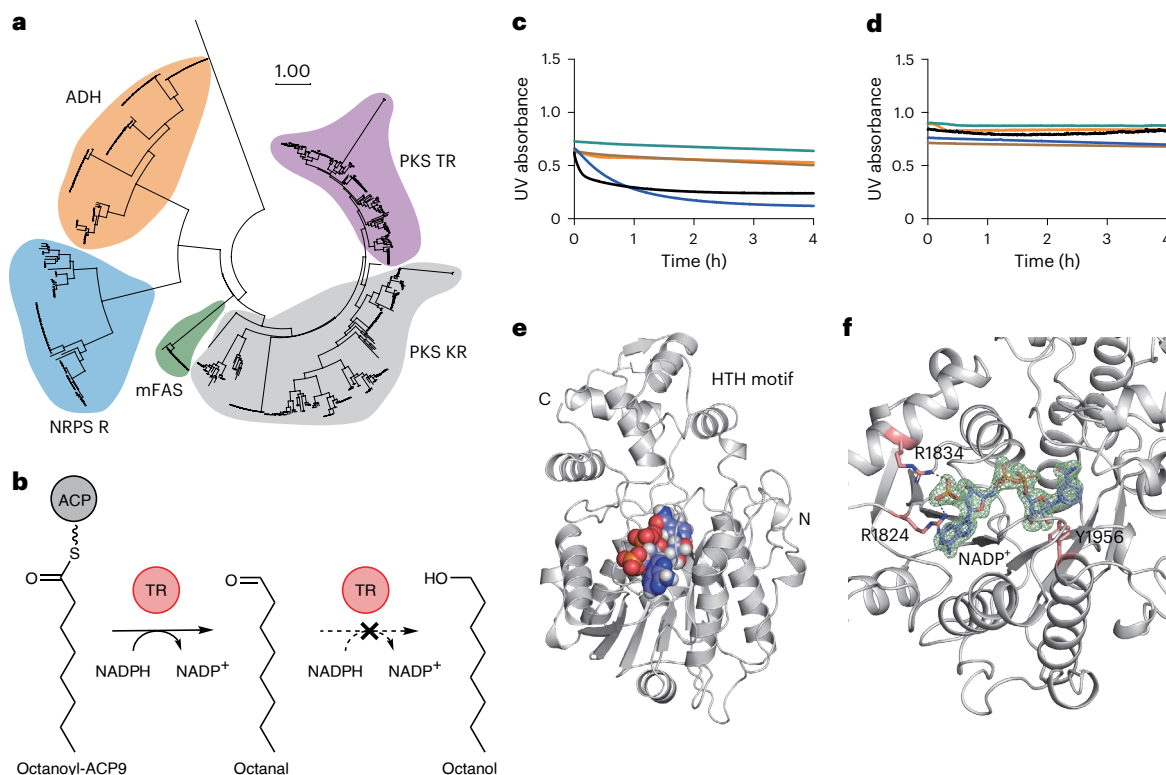 a
ADH
1.00
PKS TR
PKS KR
mFAS
NRPS R
b
ACP
S
O
TR
NADPH
NADP+
Octanoyl-ACP9
O
Octanal
TR
NADPH
NADP+
HO
Octanol
c
UV absorbance
1.5
1.0
0.5
0
0 1 2 3 4
Time (h)
d
UV absorbance
1.5
1.0
0.5
0
0 1 2 3 4
Time (h)
e
HTH motif
C
N
f
R1834
R1824
NADP+
Y1956